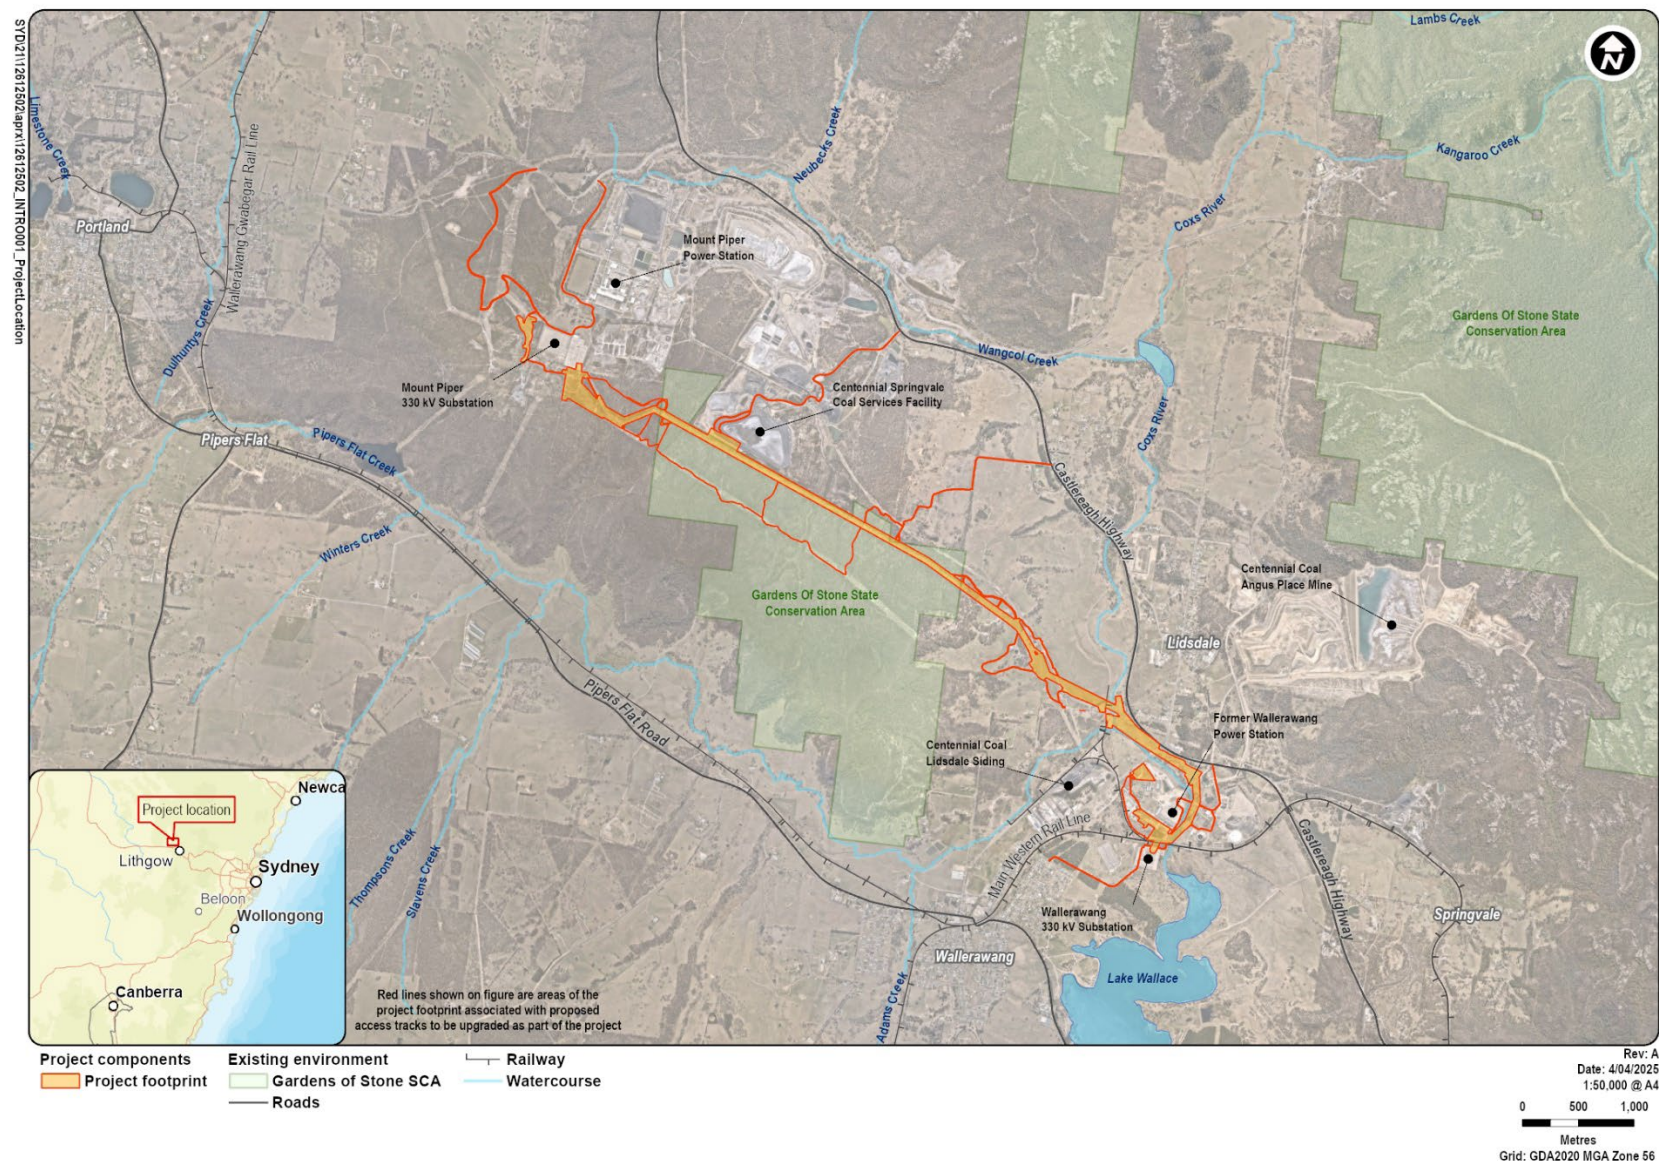 SYD\21\12612502\aprx\12612502_INTRO001_ProjectLocation
Lambs Creek
N
Limestone Creek
Wallerawang Gwabegar Rail Line
Neubecks Creek
Kangaroo Creek
Coxs River
Portland
Mount Piper
Power Station
Gardens Of Stone State
Conservation Area
Dulhuntys Creek
Wangcol Creek
Mount Piper
330 kV Substation
Centennial Springvale
Coal Services Facility
Coxs River
Pipers Flat
Pipers Flat Creek
Castlereagh Highway
Winters Creek
Centennial Coal
Angus Place Mine
Gardens Of Stone State
Conservation Area
Lidsdale
Pipers Flat Road
Former Wallerawang
Power Station
Centennial Coal
Lidsdale Siding
Main Western Rail Line
Castlereagh Highway
Thompsons Creek
Slavens Creek
Wallerawang
330 kV Substation
Springvale
Wallerawang
Lake Wallace
Adams Creek
Newca
Project location
Lithgow
Sydney
Beloon
Wollongong
Canberra
Red lines shown on figure are areas of the
project footprint associated with proposed
access tracks to be upgraded as part of the project
Project components
Project footprint
Existing environment
Gardens of Stone SCA
Roads
Railway
Watercourse
Rev: A
Date: 4/04/2025
1:50,000 @ A4
0 500 1,000
Metres
Grid: GDA2020 MGA Zone 56